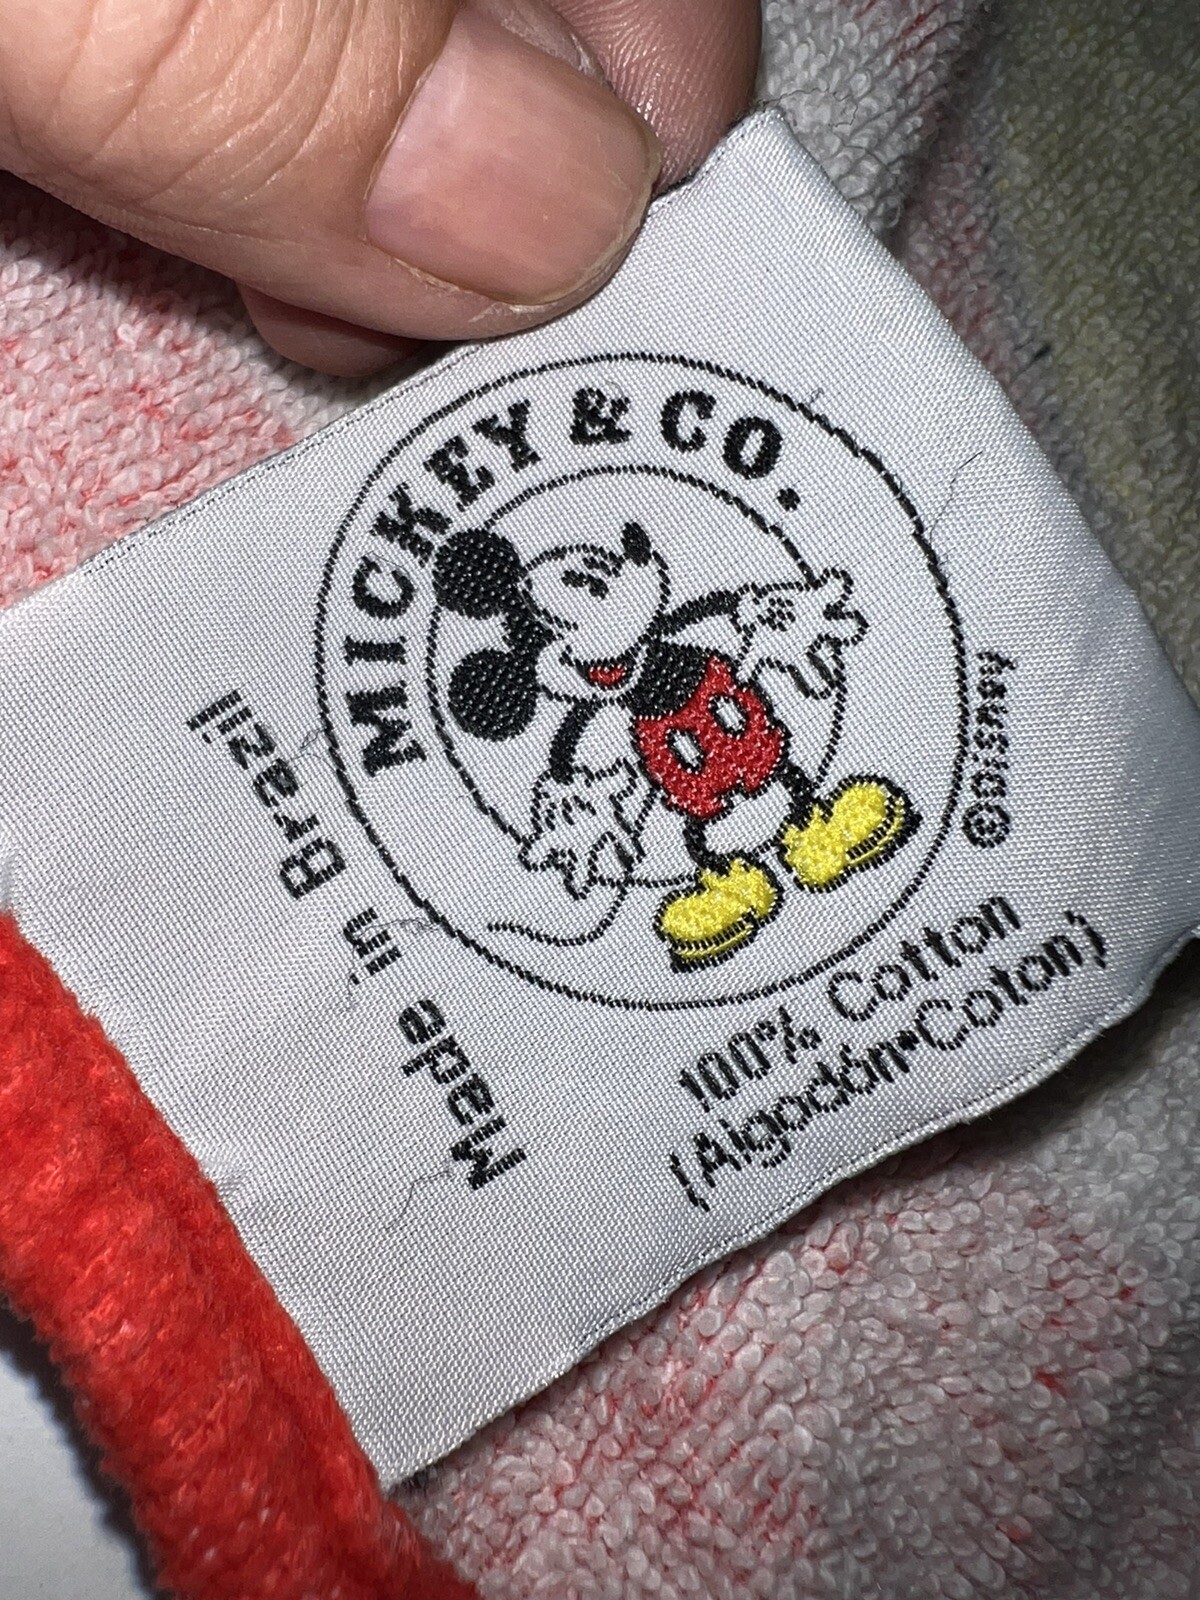 MICKEY & CO.
©Disney
100% Cotton
(Algodón•Coton)
Made in Brazil